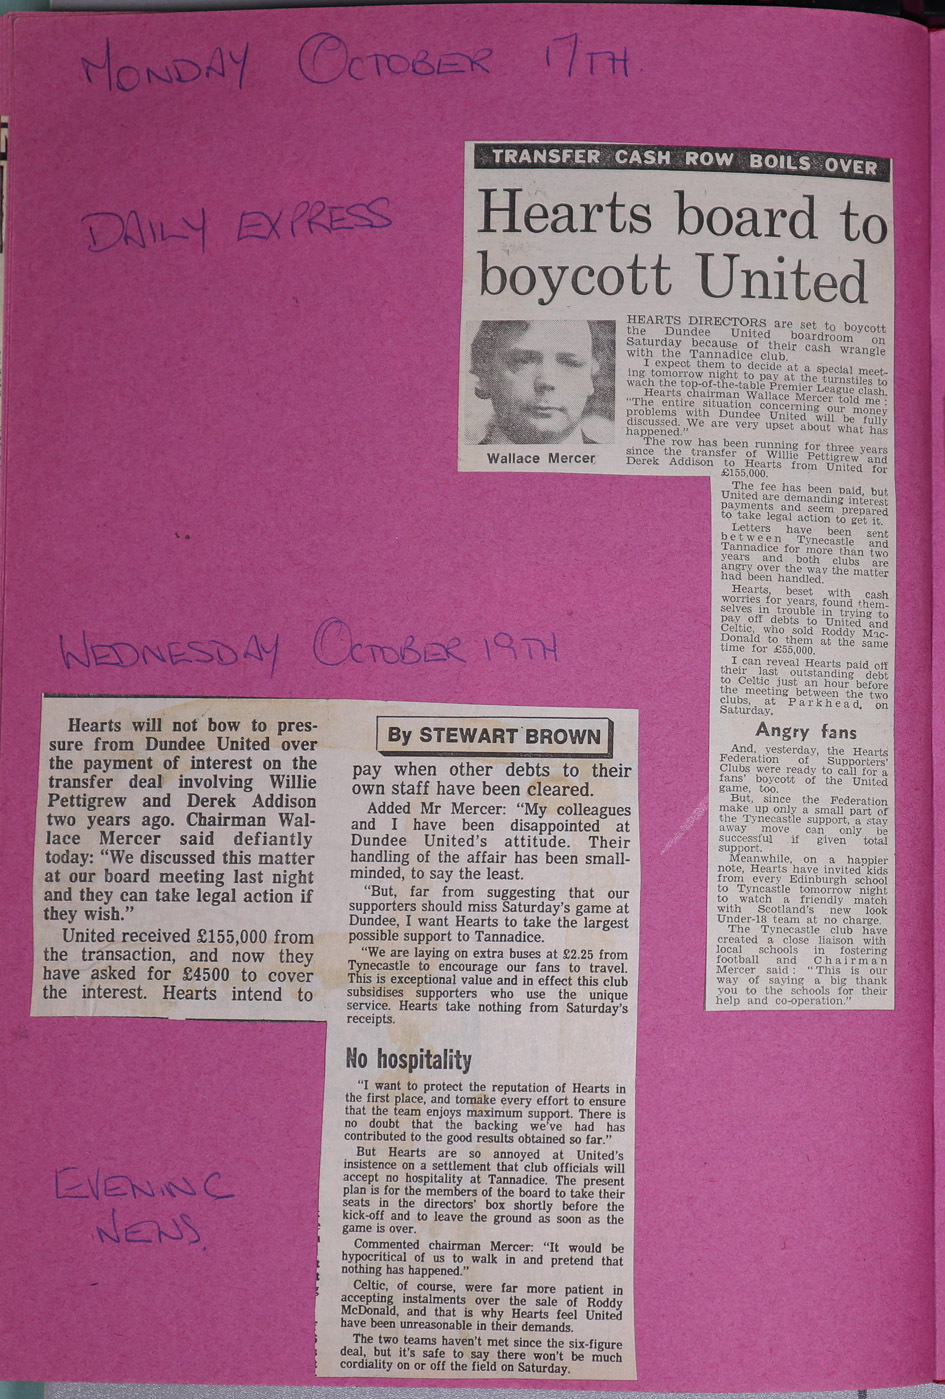 MONDAY OCTOBER 17TH
DAILY EXPRESS
TRANSFER CASH ROW BOILS OVER
Hearts board to
boycott United
Wallace Mercer
HEARTS DIRECTORS are set to boycott
the Dundee United boardroom on
Saturday because of their cash wrangle
with the Tannadice club.
I expect them to decide at a special meet-
ing tomorrow night to pay at the turnstiles to
wach the top-of-the-table Premier League clash.
Hearts chairman Wallace Mercer told me:
"The entire situation concerning our money
problems with Dundee United will be fully
discussed. We are very upset about what has
happened."
The row has been running for three years
since the transfer of Willie Pettigrew and
Derek Addison to Hearts from United for
£155,000.
The fee has been paid, but
United are demanding interest
payments and seem prepared
to take legal action to get it.
Letters have been sent
between Tynecastle and
Tannadice for more than two
years and both clubs are
angry over the way the matter
had been handled.
Hearts, beset with cash
worries for years, found them-
selves in trouble in trying to
pay off debts to United and
Celtic, who sold Roddy Mac-
Donald to them at the same
time for £55,000.
I can reveal Hearts paid off
their last outstanding debt
to Celtic just an hour before
the meeting between the two
clubs, at Parkhead, on
Saturday.
Angry fans
And, yesterday, the Hearts
Federation of Supporters'
Clubs were ready to call for a
fans' boycott of the United
game, too.
But, since the Federation
make up only a small part of
the Tynecastle support, a stay
away move can only be
successful if given total
support.
Meanwhile, on a happier
note, Hearts have invited kids
from every Edinburgh school
to Tyncastle tomorrow night
to watch a friendly match
with Scotland's new look
Under-18 team at no charge.
The Tynecastle club have
created a close liaison with
local schools in fostering
football and Chairman
Mercer said: "This is our
way of saying a big thank
you to the schools for their
help and co-operation."
WEDNESDAY OCTOBER 19TH
Hearts will not bow to pres-
sure from Dundee United over
the payment of interest on the
transfer deal involving Willie
Pettigrew and Derek Addison
two years ago. Chairman Wal-
lace Mercer said defiantly
today: "We discussed this matter
at our board meeting last night
and they can take legal action if
they wish."
United received £155,000 from
the transaction, and now they
have asked for £4500 to cover
the interest. Hearts intend to
By STEWART BROWN
pay when other debts to their
own staff have been cleared.
Added Mr Mercer: "My colleagues
and I have been disappointed at
Dundee United's attitude. Their
handling of the affair has been small-
minded, to say the least.
"But, far from suggesting that our
supporters should miss Saturday's game at
Dundee, I want Hearts to take the largest
possible support to Tannadice.
"We are laying on extra buses at £2.25 from
Tynecastle to encourage our fans to travel.
This is exceptional value and in effect this club
subsidises supporters who use the unique
service. Hearts take nothing from Saturday's
receipts.
No hospitality
"I want to protect the reputation of Hearts in
the first place, and tomake every effort to ensure
that the team enjoys maximum support. There is
no doubt that the backing we've had has
contributed to the good results obtained so far."
But Hearts are so annoyed at United's
insistence on a settlement that club officials will
accept no hospitality at Tannadice. The present
plan is for the members of the board to take their
seats in the directors' box shortly before the
kick-off and to leave the ground as soon as the
game is over.
Commented chairman Mercer: "It would be
hypocritical of us to walk in and pretend that
nothing has happened."
Celtic, of course, were far more patient in
accepting instalments over the sale of Roddy
McDonald, and that is why Hearts feel United
have been unreasonable in their demands.
The two teams haven't met since the six-figure
deal, but it's safe to say there won't be much
cordiality on or off the field on Saturday.
EVENING
NEWS